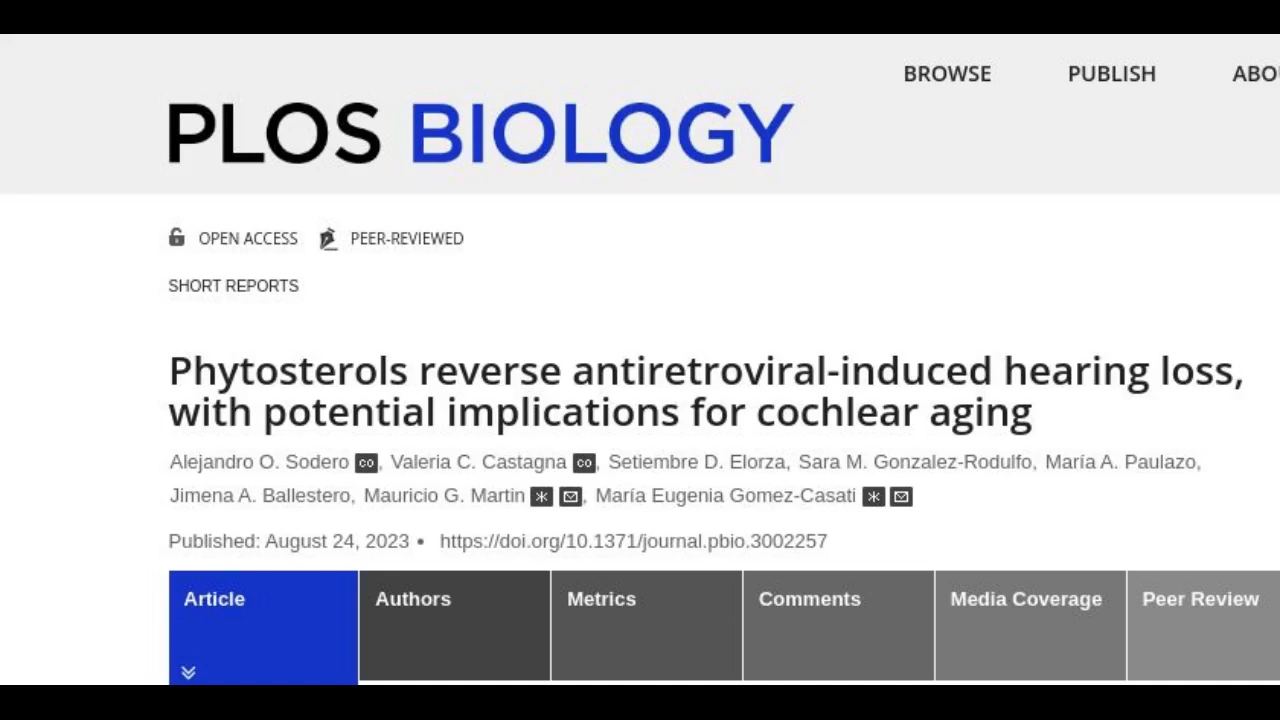 BROWSE PUBLISH
PLOS BIOLOGY
OPEN ACCESS PEER-REVIEWED
SHORT REPORTS
Phytosterols reverse antiretroviral-induced hearing loss,
with potential implications for cochlear aging
Alejandro O. Sodero co, Valeria C. Castagna co, Setiembre D. Elorza, Sara M. Gonzalez-Rodulfo, María A. Paulazo,
Jimena A. Ballestero, Mauricio G. Martin *, María Eugenia Gomez-Casati *
Published: August 24, 2023 • https://doi.org/10.1371/journal.pbio.3002257
Article Authors Metrics Comments Media Coverage Peer Review